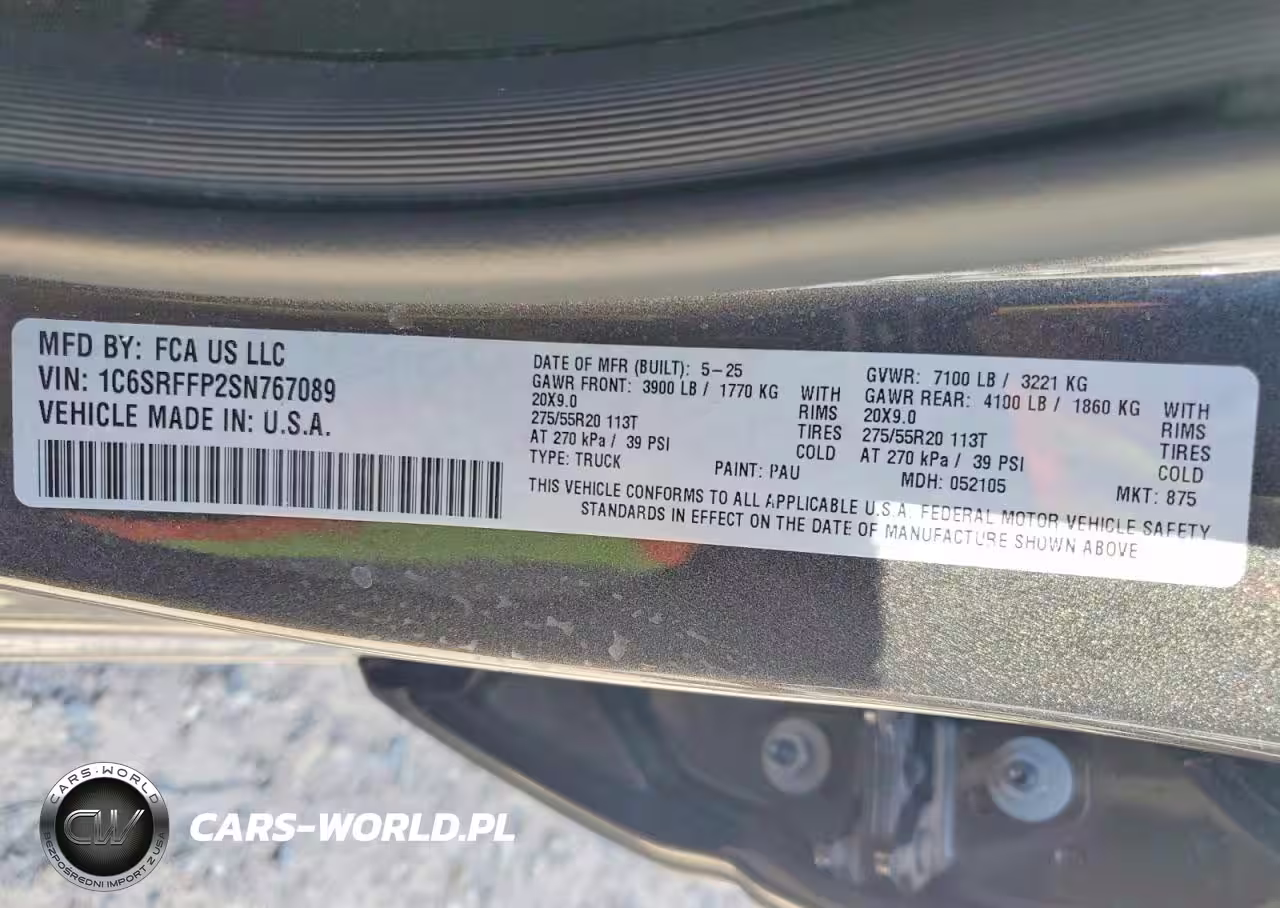 MFD BY: FCA US LLC
VIN: 1C6SRFFP2SN767089
VEHICLE MADE IN: U.S.A.
DATE OF MFR (BUILT): 5-25
GAWR FRONT: 3900 LB / 1770 KG WITH
20X9.0 RIMS
275/55R20 113T TIRES
AT 270 kPa / 39 PSI COLD
TYPE: TRUCK PAINT: PAU
GVWR: 7100 LB / 3221 KG
GAWR REAR: 4100 LB / 1860 KG WITH
20X9.0 RIMS
275/55R20 113T TIRES
AT 270 kPa / 39 PSI COLD
MDH: 052105 MKT: 875
THIS VEHICLE CONFORMS TO ALL APPLICABLE U.S.A. FEDERAL MOTOR VEHICLE SAFETY
STANDARDS IN EFFECT ON THE DATE OF MANUFACTURE SHOWN ABOVE
CARS-WORLD
CW
BEZPOŚREDNI IMPORT Z USA
CARS-WORLD.PL